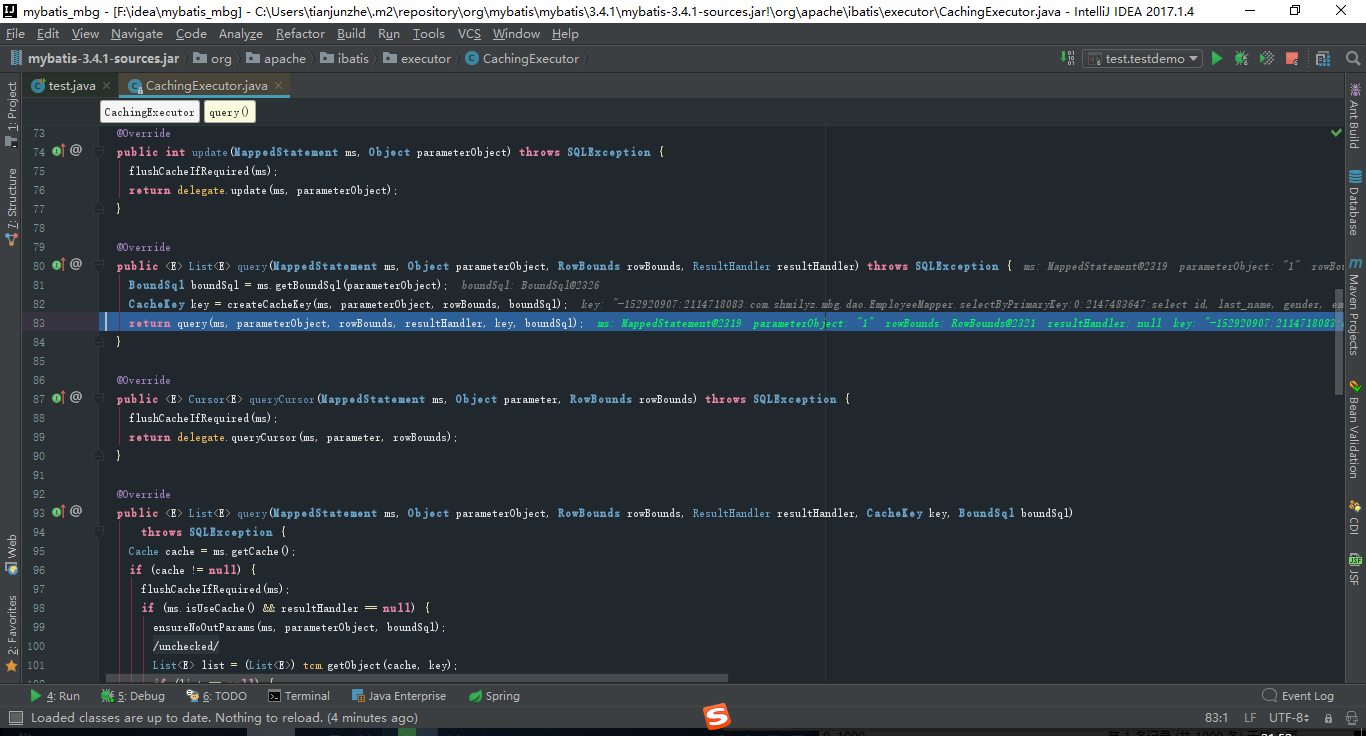 mybatis_mbg - [F:\idea\mybatis_mbg] - C:\Users\tianjunzhe\.m2\repository\org\mybatis\mybatis\3.4.1\mybatis-3.4.1-sources.jar!\org\apache\ibatis\executor\CachingExecutor.java - IntelliJ IDEA 2017.1.4
File Edit View Navigate Code Analyze Refactor Build Run Tools VCS Window Help
mybatis-3.4.1-sources.jar org apache ibatis executor CachingExecutor test.testdemo
test.java CachingExecutor.java
CachingExecutor query()
73 @Override
74 public int update(MappedStatement ms, Object parameterObject) throws SQLException {
75 flushCacheIfRequired(ms);
76 return delegate.update(ms, parameterObject);
77 }
78
79 @Override
80 public <E> List<E> query(MappedStatement ms, Object parameterObject, RowBounds rowBounds, ResultHandler resultHandler) throws SQLException { ms: MappedStatement@2319 parameterObject: "1" rowBou
81 BoundSql boundSql = ms.getBoundSql(parameterObject); boundSql: BoundSql@2326
82 CacheKey key = createCacheKey(ms, parameterObject, rowBounds, boundSql); key: "-152920907:2114718083:com.shmilyz.mbg.dao.EmployeeMapper.selectByPrimaryKey:0:2147483647:select id, last_name, gender, em
83 return query(ms, parameterObject, rowBounds, resultHandler, key, boundSql); ms: MappedStatement@2319 parameterObject: "1" rowBounds: RowBounds@2321 resultHandler: null key: "-152920907:2114718083:c
84 }
85
86 @Override
87 public <E> Cursor<E> queryCursor(MappedStatement ms, Object parameter, RowBounds rowBounds) throws SQLException {
88 flushCacheIfRequired(ms);
89 return delegate.queryCursor(ms, parameter, rowBounds);
90 }
91
92 @Override
93 public <E> List<E> query(MappedStatement ms, Object parameterObject, RowBounds rowBounds, ResultHandler resultHandler, CacheKey key, BoundSql boundSql)
94 throws SQLException {
95 Cache cache = ms.getCache();
96 if (cache != null) {
97 flushCacheIfRequired(ms);
98 if (ms.isUseCache() && resultHandler == null) {
99 ensureNoOutParams(ms, parameterObject, boundSql);
100 /unchecked/
101 List<E> list = (List<E>) tcm.getObject(cache, key);
1: Project
7: Structure
Web
2: Favorites
Ant Build
Database
Maven Projects
Bean Validation
CDI
JSF
4: Run 5: Debug 6: TODO Terminal Java Enterprise Spring Event Log
Loaded classes are up to date. Nothing to reload. (4 minutes ago) 83:1 LF UTF-8